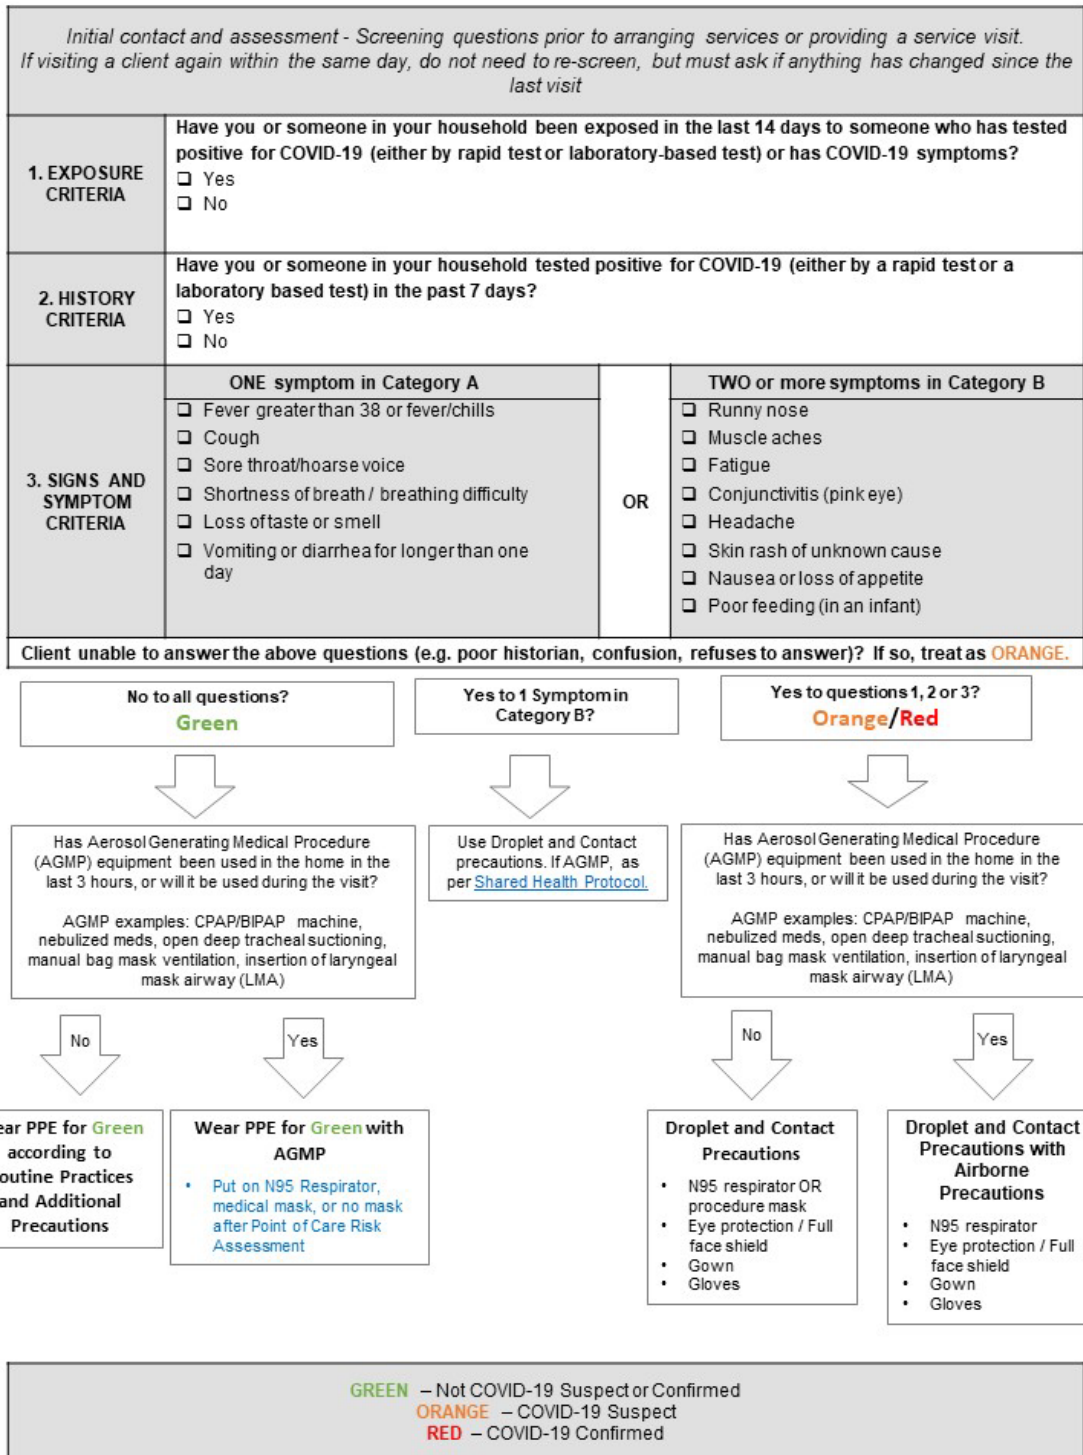 Initial contact and assessment - Screening questions prior to arranging services or providing a service visit.
If visiting a client again within the same day, do not need to re-screen, but must ask if anything has changed since the
last visit
1. EXPOSURE
CRITERIA
Have you or someone in your household been exposed in the last 14 days to someone who has tested
positive for COVID-19 (either by rapid test or laboratory-based test) or has COVID-19 symptoms?
Yes
No
2. HISTORY
CRITERIA
Have you or someone in your household tested positive for COVID-19 (either by a rapid test or a
laboratory based test) in the past 7 days?
Yes
No
3. SIGNS AND
SYMPTOM
CRITERIA
ONE symptom in Category A
Fever greater than 38 or fever/chills
Cough
Sore throat/hoarse voice
Shortness of breath / breathing difficulty
Loss of taste or smell
Vomiting or diarrhea for longer than one
day
OR
TWO or more symptoms in Category B
Runny nose
Muscle aches
Fatigue
Conjunctivitis (pink eye)
Headache
Skin rash of unknown cause
Nausea or loss of appetite
Poor feeding (in an infant)
Client unable to answer the above questions (e.g. poor historian, confusion, refuses to answer)? If so, treat as ORANGE.
No to all questions?
Green
Yes to 1 Symptom in
Category B?
Yes to questions 1, 2 or 3?
Orange/Red
Has Aerosol Generating Medical Procedure
(AGMP) equipment been used in the home in the
last 3 hours, or will it be used during the visit?
AGMP examples: CPAP/BIPAP machine,
nebulized meds, open deep tracheal suctioning,
manual bag mask ventilation, insertion of laryngeal
mask airway (LMA)
Use Droplet and Contact
precautions. If AGMP, as
per Shared Health Protocol.
Has Aerosol Generating Medical Procedure
(AGMP) equipment been used in the home in the
last 3 hours, or will it be used during the visit?
AGMP examples: CPAP/BIPAP machine,
nebulized meds, open deep tracheal suctioning,
manual bag mask ventilation, insertion of laryngeal
mask airway (LMA)
No
Yes
No
Yes
ear PPE for Green
according to
outine Practices
and Additional
Precautions
Wear PPE for Green with
AGMP
• Put on N95 Respirator,
medical mask, or no mask
after Point of Care Risk
Assessment
Droplet and Contact
Precautions
• N95 respirator OR
procedure mask
• Eye protection / Full
face shield
• Gown
• Gloves
Droplet and Contact
Precautions with
Airborne
Precautions
• N95 respirator
• Eye protection / Full
face shield
• Gown
• Gloves
GREEN – Not COVID-19 Suspect or Confirmed
ORANGE – COVID-19 Suspect
RED – COVID-19 Confirmed